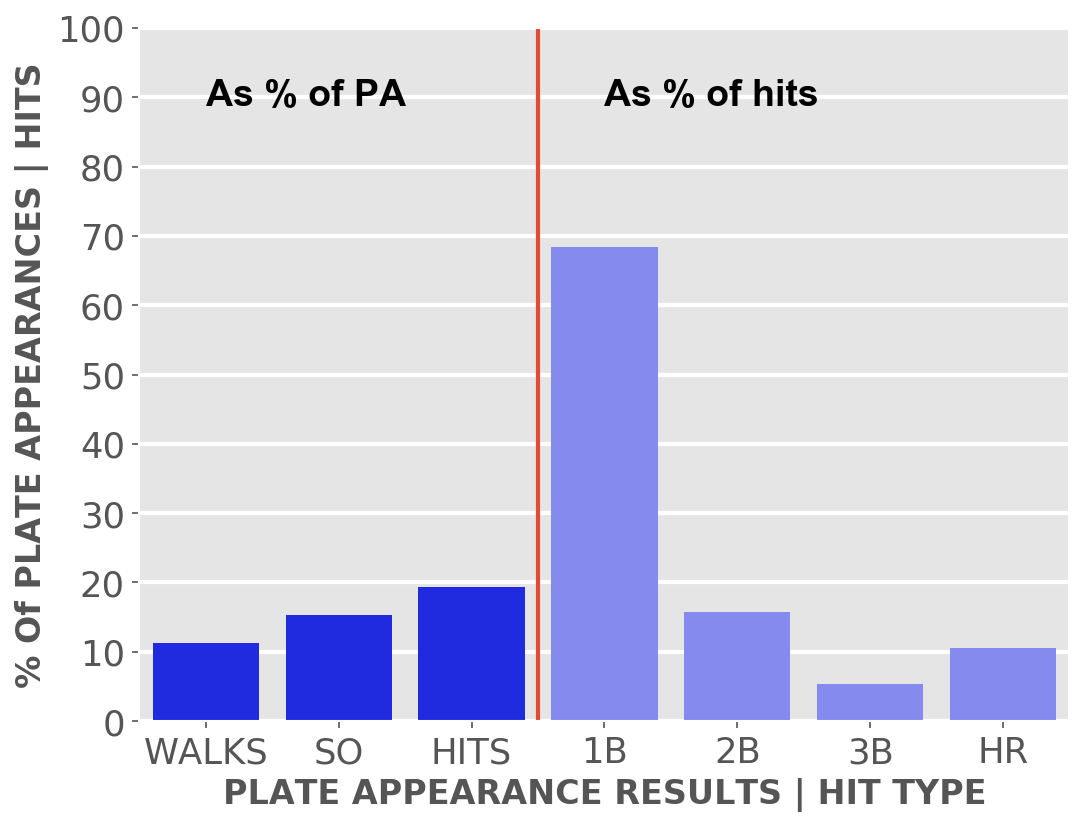 % Of PLATE APPEARANCES | HITS
100
90
80
70
60
50
40
30
20
10
0
As % of PA
As % of hits
WALKS
SO
HITS
1B
2B
3B
HR
PLATE APPEARANCE RESULTS | HIT TYPE